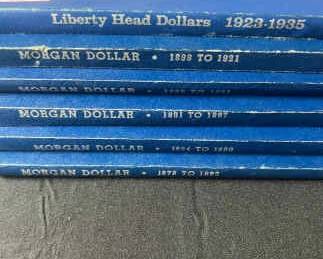 Liberty Head Dollars 1923-1935
MORGAN DOLLAR • 1898 TO 1921
MORGAN DOLLAR
MORGAN DOLLAR • 1891 TO 1897
MORGAN DOLLAR
MORGAN DOLLAR • 1878 TO